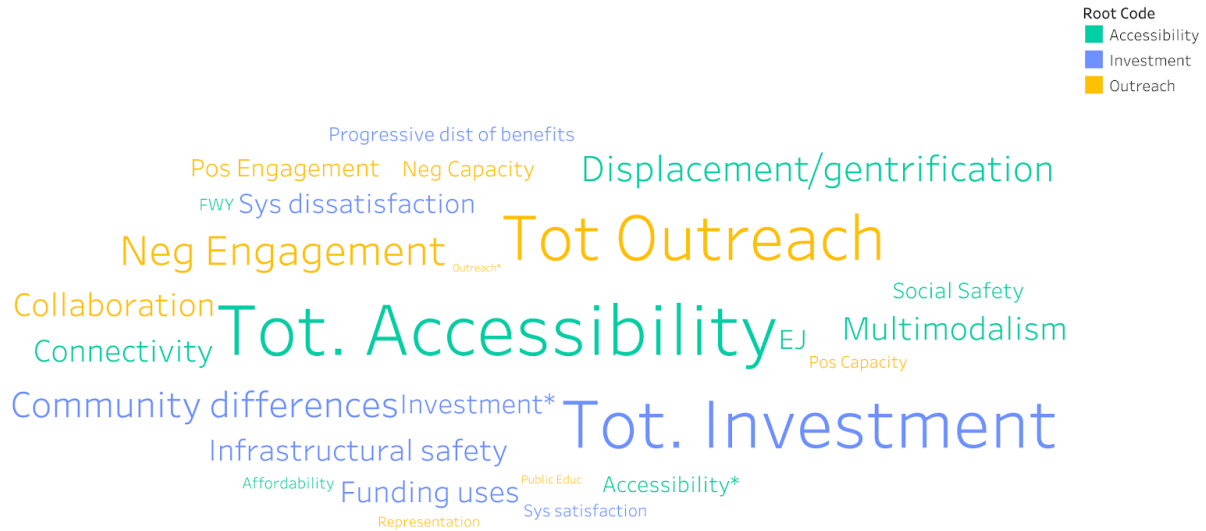 Root Code
Accessibility
Investment
Outreach
Progressive dist of benefits
Pos Engagement
Neg Capacity
Displacement/gentrification
FWY
Sys dissatisfaction
Tot Outreach
Neg Engagement
Outreach*
Social Safety
Collaboration
Tot. Accessibility
EJ
Multimodalism
Connectivity
Pos Capacity
Community differences
Investment*
Tot. Investment
Infrastructural safety
Affordability
Funding uses
Public Educ
Accessibility*
Sys satisfaction
Representation